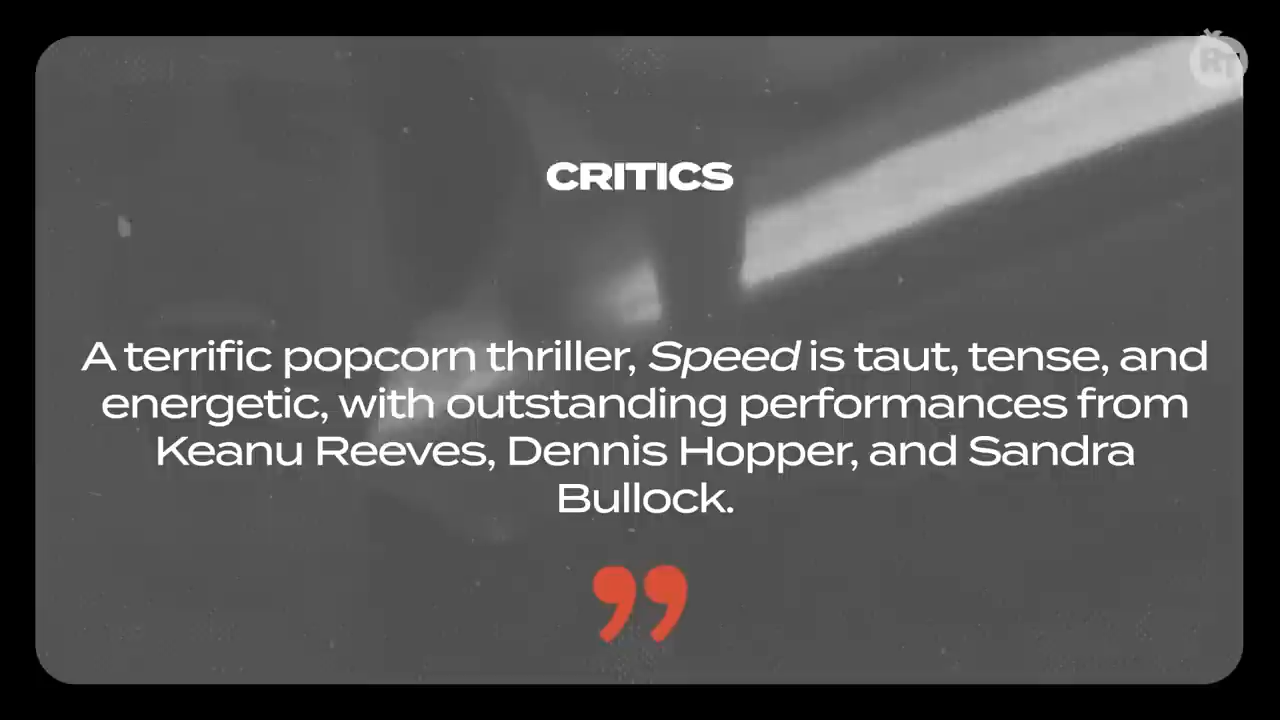 RT
CRITICS
A terrific popcorn thriller, Speed is taut, tense, and
energetic, with outstanding performances from
Keanu Reeves, Dennis Hopper, and Sandra
Bullock.
”